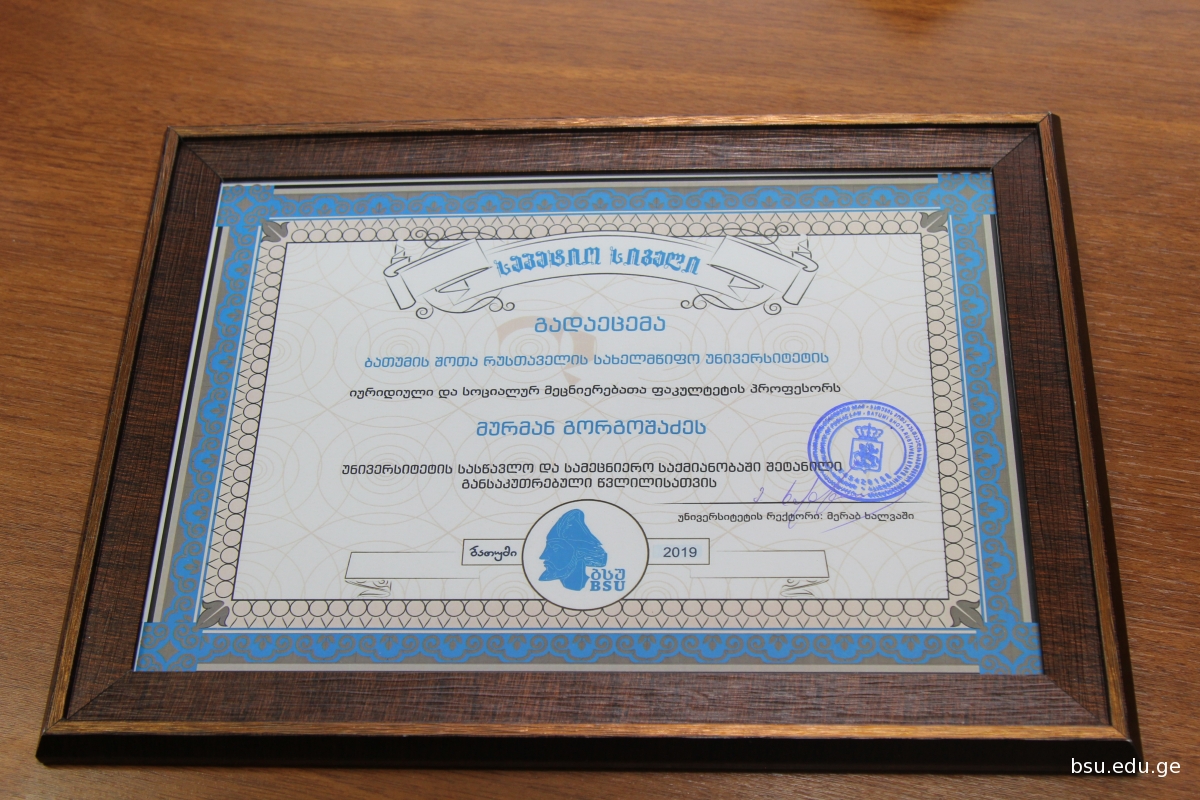 საპატიო სიგელი
გადაეცემა
ბათუმის შოთა რუსთაველის სახელმწიფო უნივერსიტეტის
იურიდიული და სოციალურ მეცნიერებათა ფაკულტეტის პროფესორს
მურმან გორგოშაძეს
უნივერსიტეტის სასწავლო და სამეცნიერო საქმიანობაში შეტანილი
განსაკუთრებული წვლილისათვის
უნივერსიტეტის რექტორი: მერაბ ხალვაში
ბათუმი
2019
ბსუ
BSU
bsu.edu.ge